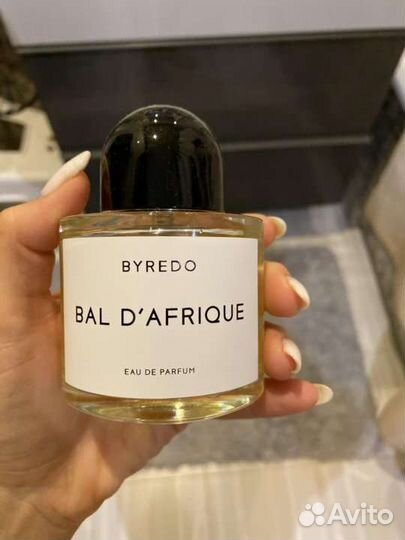 BYREDO
BAL D'AFRIQUE
EAU DE PARFUM
Avito